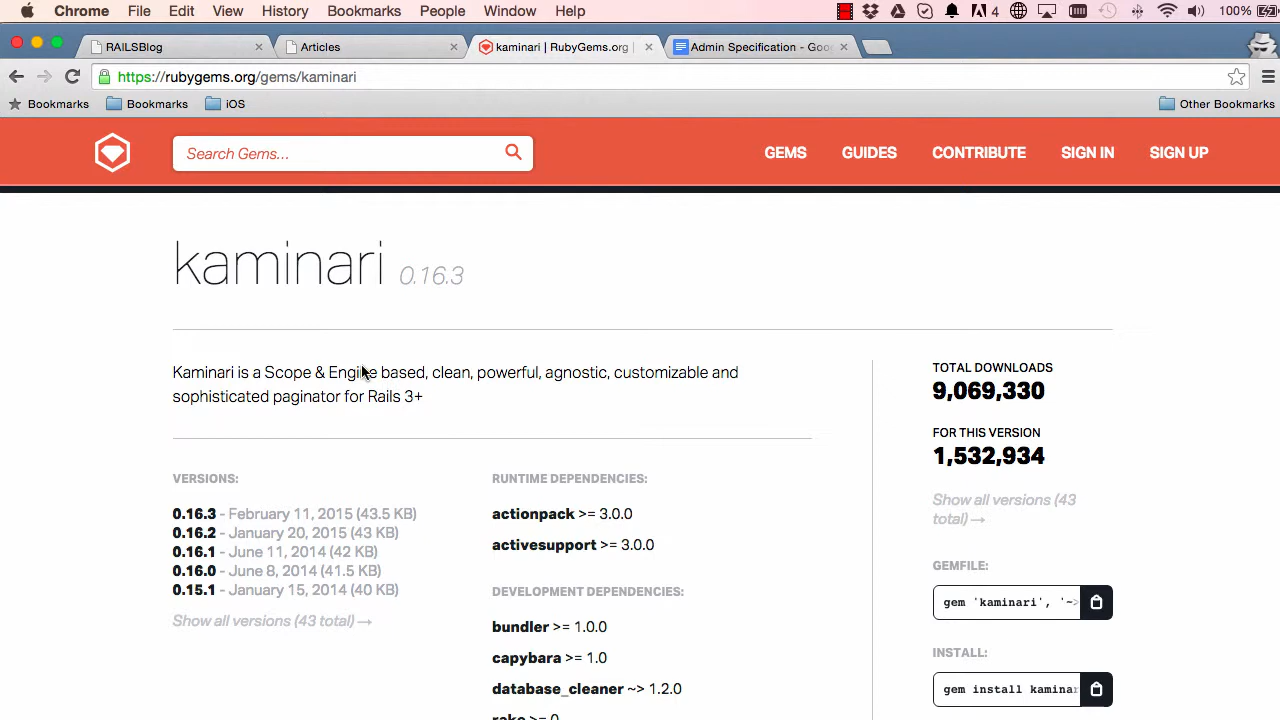 Chrome File Edit View History Bookmarks People Window Help 4 100%
RAILSBlog Articles kaminari | RubyGems.org | Admin Specification - Goo
https://rubygems.org/gems/kaminari
Bookmarks Bookmarks iOS Other Bookmarks
Search Gems... GEMS GUIDES CONTRIBUTE SIGN IN SIGN UP
kaminari 0.16.3
Kaminari is a Scope & Engine based, clean, powerful, agnostic, customizable and
sophisticated paginator for Rails 3+
TOTAL DOWNLOADS
9,069,330
FOR THIS VERSION
1,532,934
Show all versions (43
total) →
VERSIONS:
0.16.3 - February 11, 2015 (43.5 KB)
0.16.2 - January 20, 2015 (43 KB)
0.16.1 - June 11, 2014 (42 KB)
0.16.0 - June 8, 2014 (41.5 KB)
0.15.1 - January 15, 2014 (40 KB)
Show all versions (43 total) →
RUNTIME DEPENDENCIES:
actionpack >= 3.0.0
activesupport >= 3.0.0
DEVELOPMENT DEPENDENCIES:
bundler >= 1.0.0
capybara >= 1.0
database_cleaner ~> 1.2.0
rake >= 0
GEMFILE:
gem 'kaminari', '~>
INSTALL:
gem install kaminar